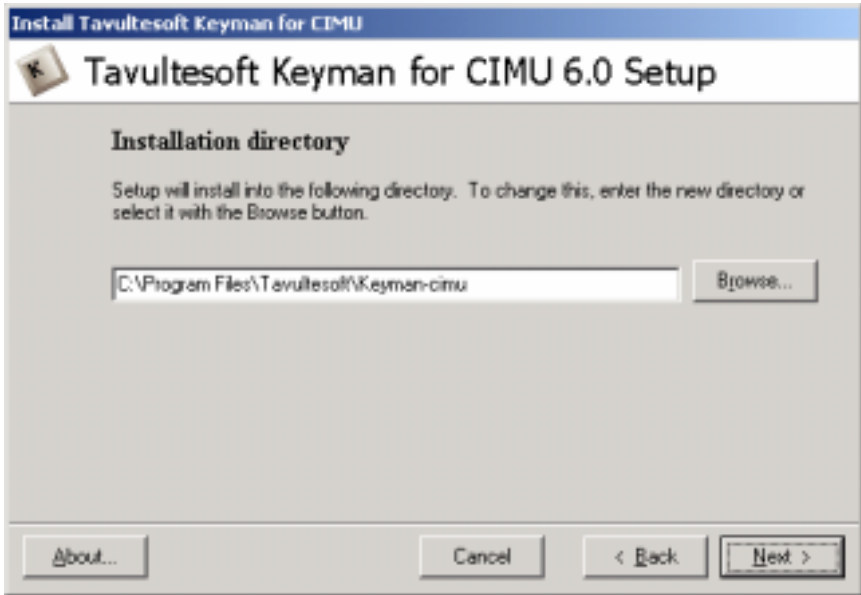 Install Tavultesoft Keyman for CIMU
K
Tavultesoft Keyman for CIMU 6.0 Setup
Installation directory
Setup will install into the following directory. To change this, enter the new directory or
select it with the Browse button.
C:\Program Files\Tavultesoft\Keyman-cimu
Browse...
About...
Cancel
< Back
Next >